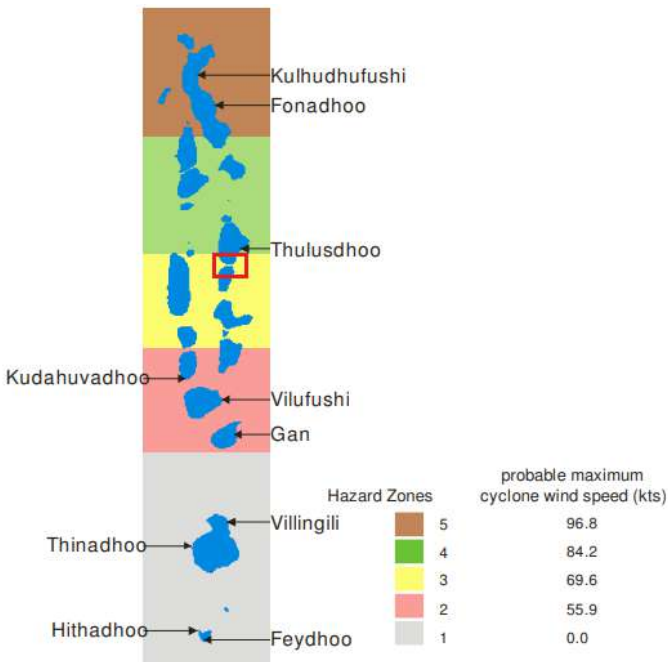 Kulhudhufushi
Fonadhoo
Thulusdhoo
Kudahuvadhoo
Vilufushi
Gan
Villingili
Thinadhoo
Hithadhoo
Feydhoo
Hazard Zones
probable maximum
cyclone wind speed (kts)
5 96.8
4 84.2
3 69.6
2 55.9
1 0.0